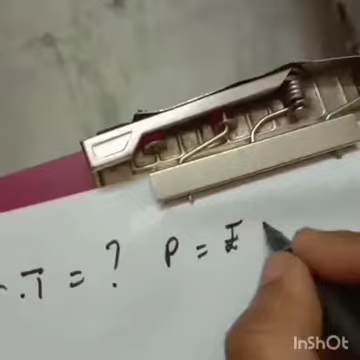 .T = ? P = I
InShOt